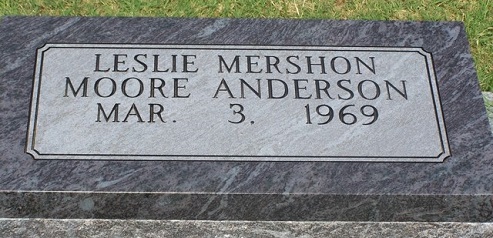 LESLIE MERSHON
MOORE ANDERSON
MAR. 3. 1969